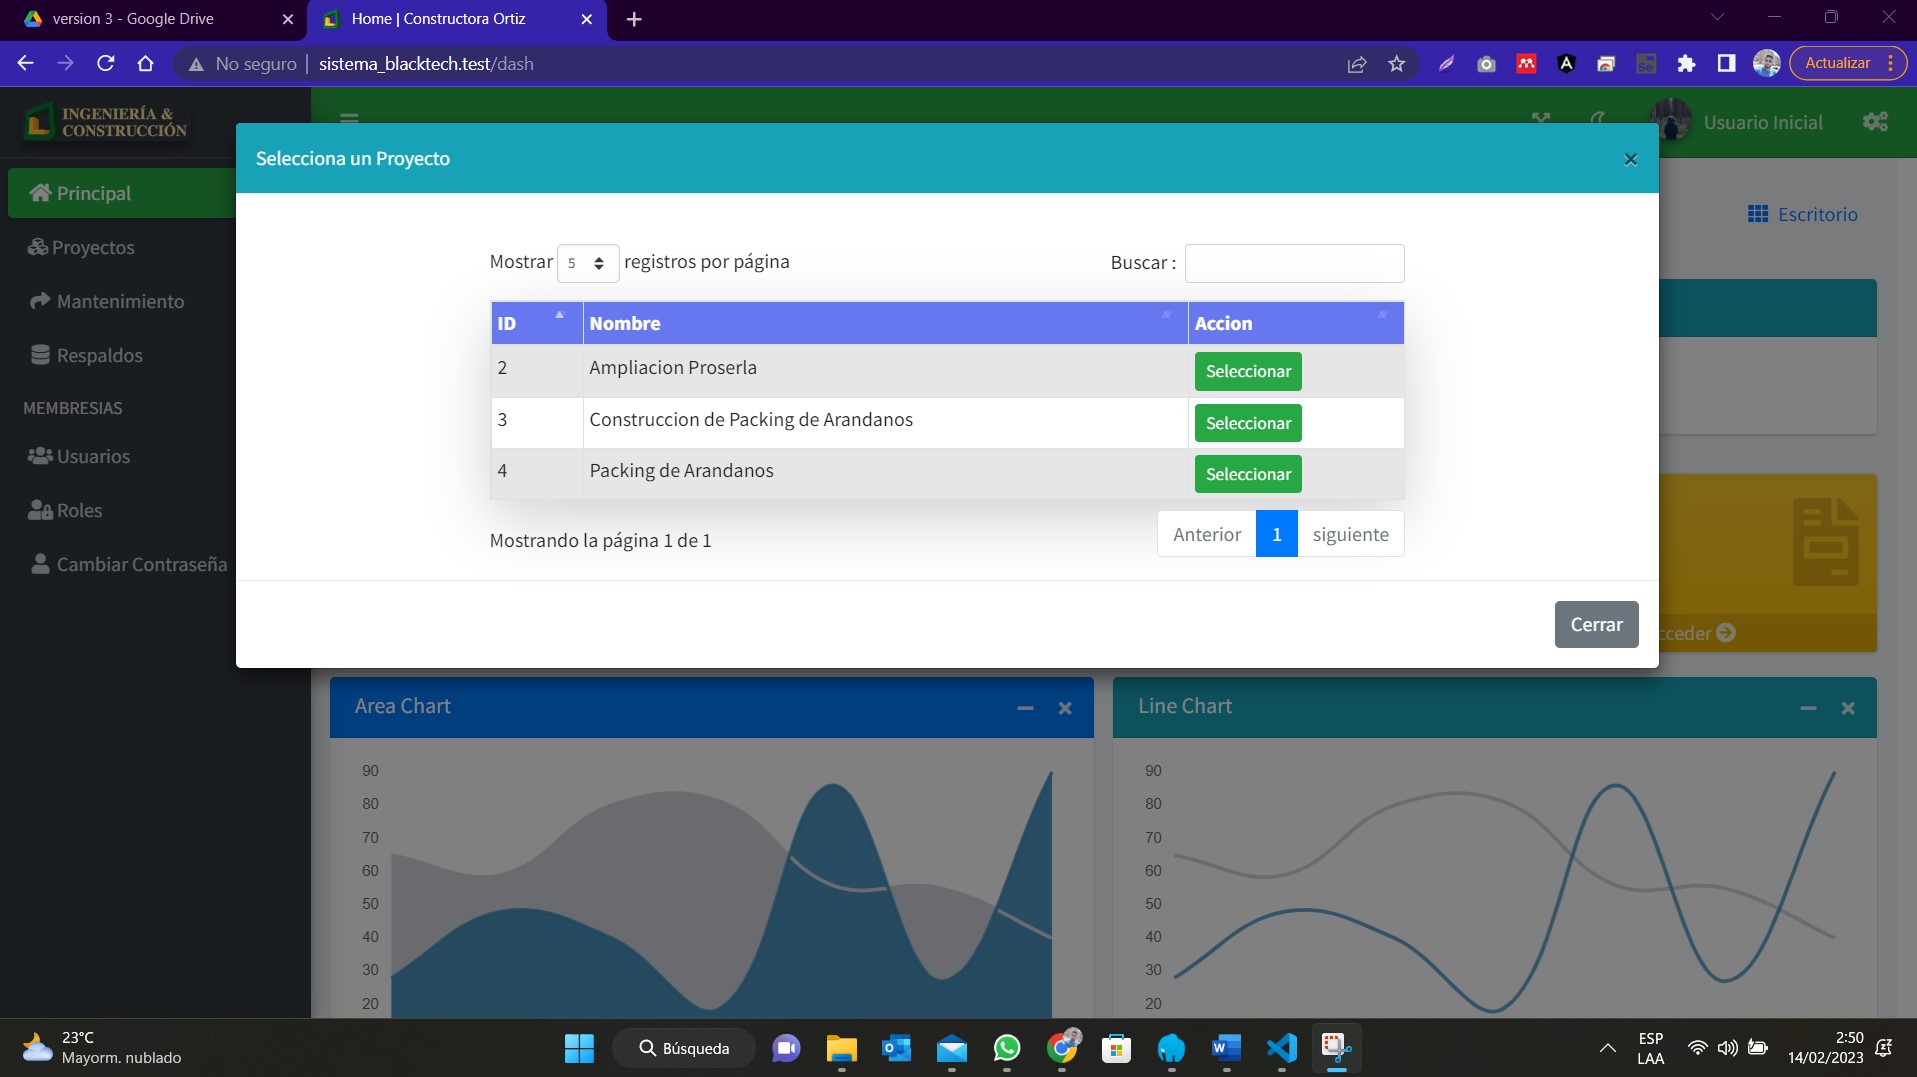 version 3 - Google Drive
Home | Constructora Ortiz
No seguro | sistema_blacktech.test/dash
Actualizar
INGENIERÍA &
CONSTRUCCIÓN
Usuario Inicial
Selecciona un Proyecto
Principal
Proyectos
Mantenimiento
Respaldos
MEMBRESIAS
Usuarios
Roles
Cambiar Contraseña
Escritorio
Mostrar 5 registros por página
Buscar :
ID Nombre Accion
2 Ampliacion Proserla Seleccionar
3 Construccion de Packing de Arandanos Seleccionar
4 Packing de Arandanos Seleccionar
Mostrando la página 1 de 1
Anterior 1 siguiente
Cerrar
Area Chart
90
80
70
60
50
40
30
20
Line Chart
90
80
70
60
50
40
30
20
23°C
Mayorm. nublado
Búsqueda
ESP
LAA
2:50
14/02/2023